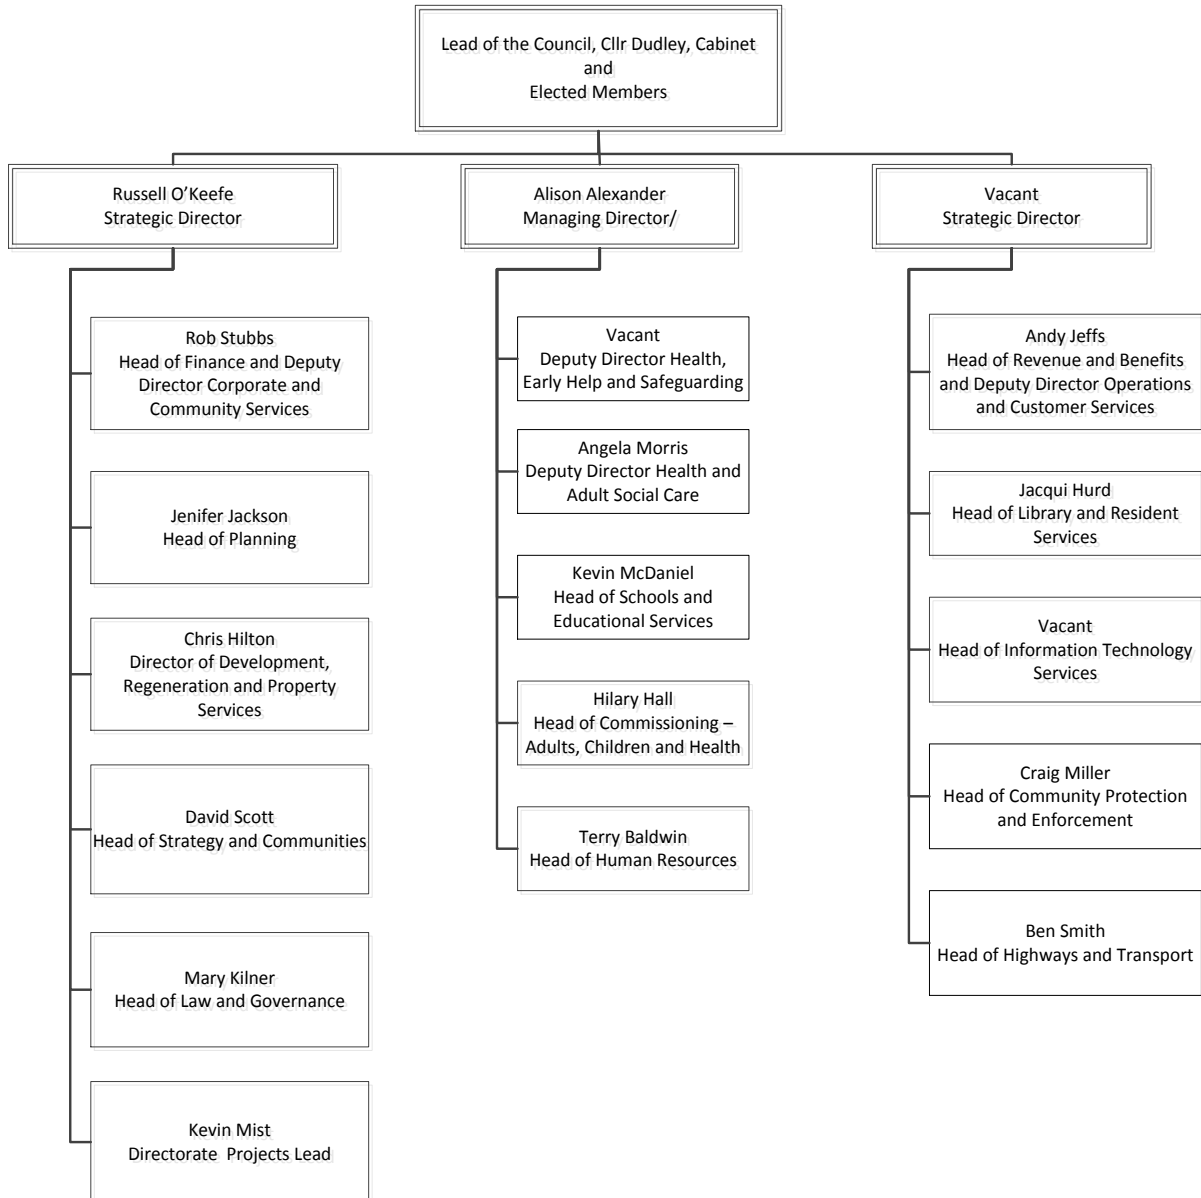 Lead of the Council, Cllr Dudley, Cabinet
and
Elected Members
Russell O’Keefe
Strategic Director
Alison Alexander
Managing Director/
Vacant
Strategic Director
Rob Stubbs
Head of Finance and Deputy
Director Corporate and
Community Services
Jenifer Jackson
Head of Planning
Chris Hilton
Director of Development,
Regeneration and Property
Services
David Scott
Head of Strategy and Communities
Mary Kilner
Head of Law and Governance
Kevin Mist
Directorate  Projects Lead
Vacant
Deputy Director Health,
Early Help and Safeguarding
Angela Morris
Deputy Director Health and
Adult Social Care
Kevin McDaniel
Head of Schools and
Educational Services
Hilary Hall
Head of Commissioning –
Adults, Children and Health
Terry Baldwin
Head of Human Resources
Andy Jeffs
Head of Revenue and Benefits
and Deputy Director Operations
and Customer Services
Jacqui Hurd
Head of Library and Resident
Services
Vacant
Head of Information Technology
Services
Craig Miller
Head of Community Protection
and Enforcement
Ben Smith
Head of Highways and Transport